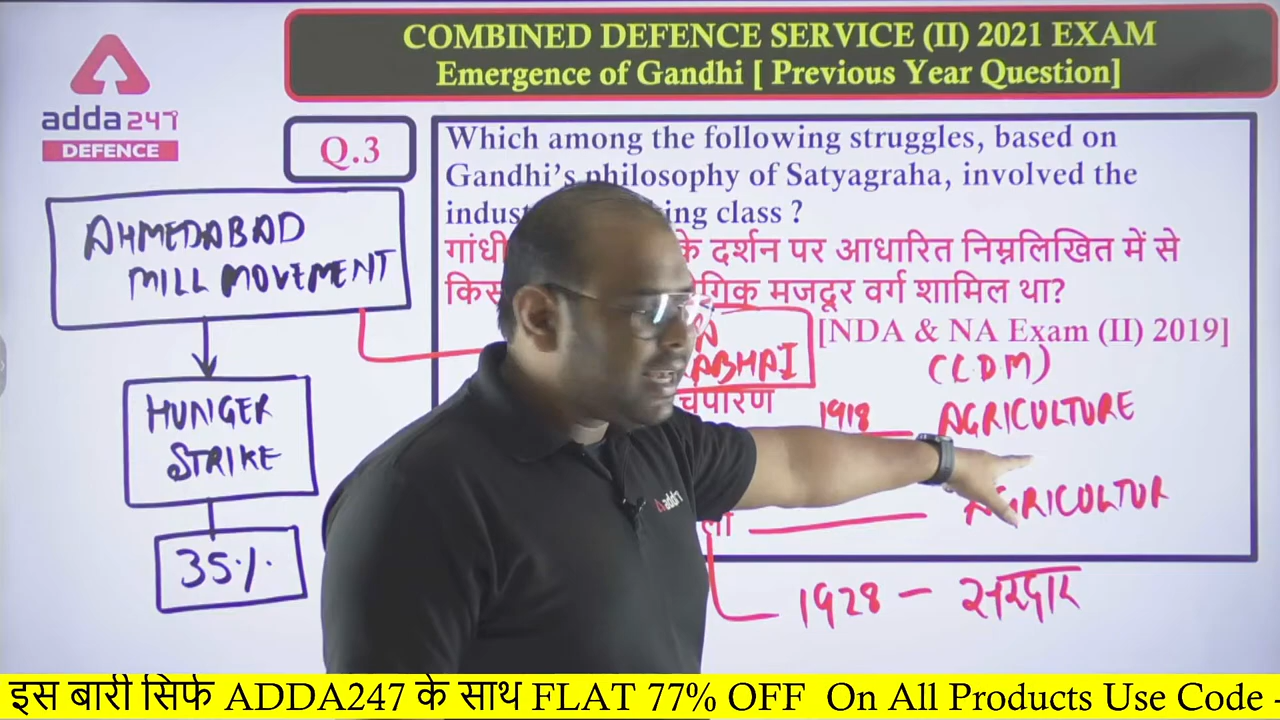 COMBINED DEFENCE SERVICE (II) 2021 EXAM
Emergence of Gandhi [ Previous Year Question]
adda247
DEFENCE
Q.3
Which among the following struggles, based on
Gandhi's philosophy of Satyagraha, involved the
class ?
दर्शन पर आधारित निम्नलिखित में से
मजदूर वर्ग शामिल था?
[NDA & NA Exam (II) 2019]
AHMEDABAD
MILL MOVEMENT
(CDM)
चंपारण
1918 AGRICULTURE
HUNGER
STRIKE
AGRICULTUR
35%
1928 - सरदार
adda
इस बारी सिर्फ ADDA247 के साथ FLAT 77% OFF On All Products Use Code -